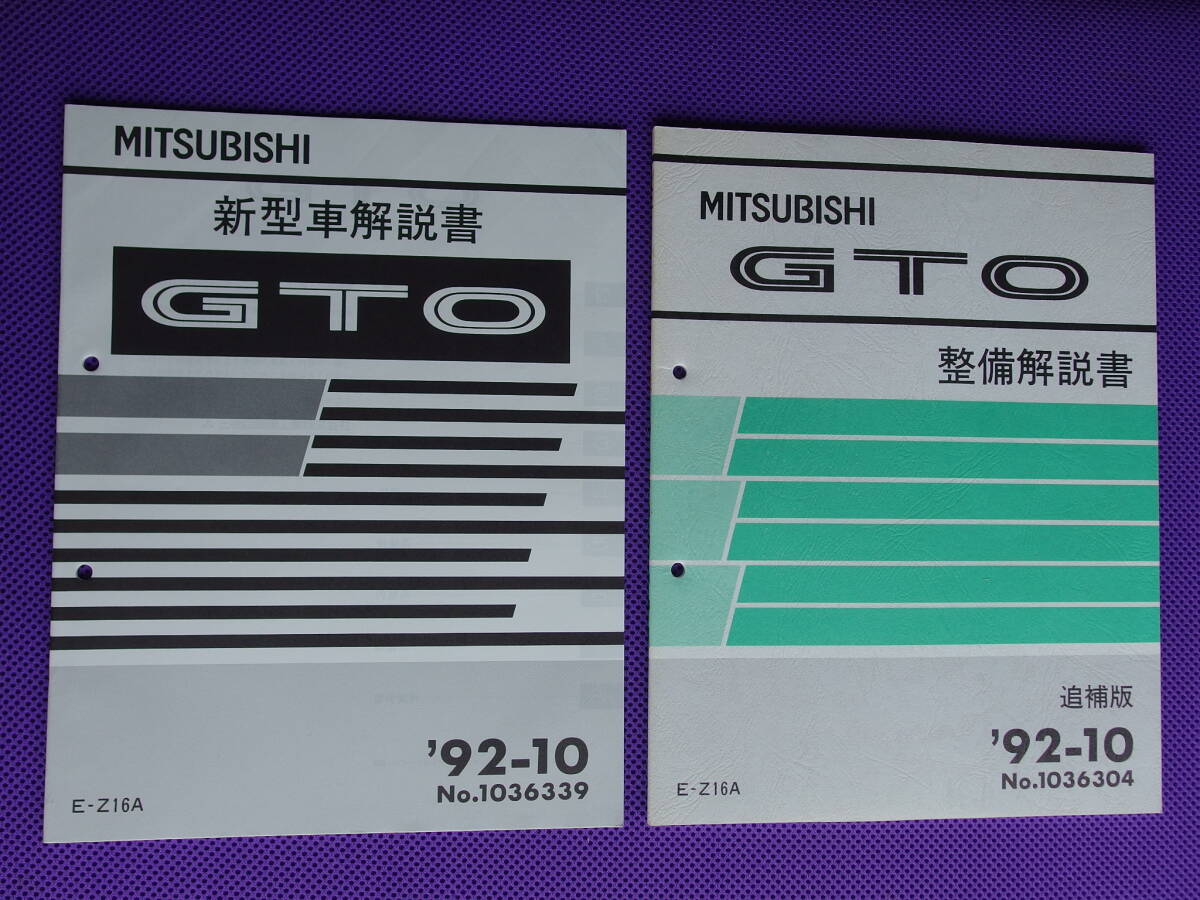 MITSUBISHI
新型車解説書
GTO
'92-10
No.1036339
E-Z16A
MITSUBISHI
GTO
整備解説書
追補版
'92-10
No.1036304
E-Z16A